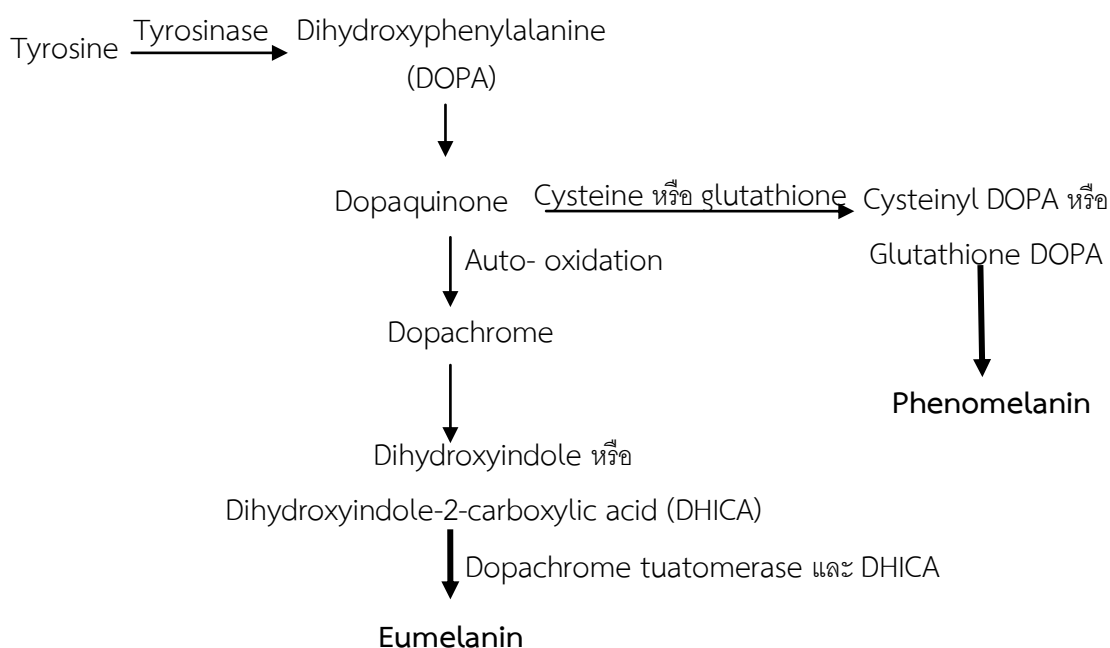 Tyrosine Tyrosinase Dihydroxyphenylalanine
(DOPA)
Dopaquinone Cysteine หรือ glutathione Cysteinyl DOPA หรือ
Glutathione DOPA
Auto- oxidation
Dopachrome
Phenomelanin
Dihydroxyindole หรือ
Dihydroxyindole-2-carboxylic acid (DHICA)
Dopachrome tuatomerase และ DHICA
Eumelanin